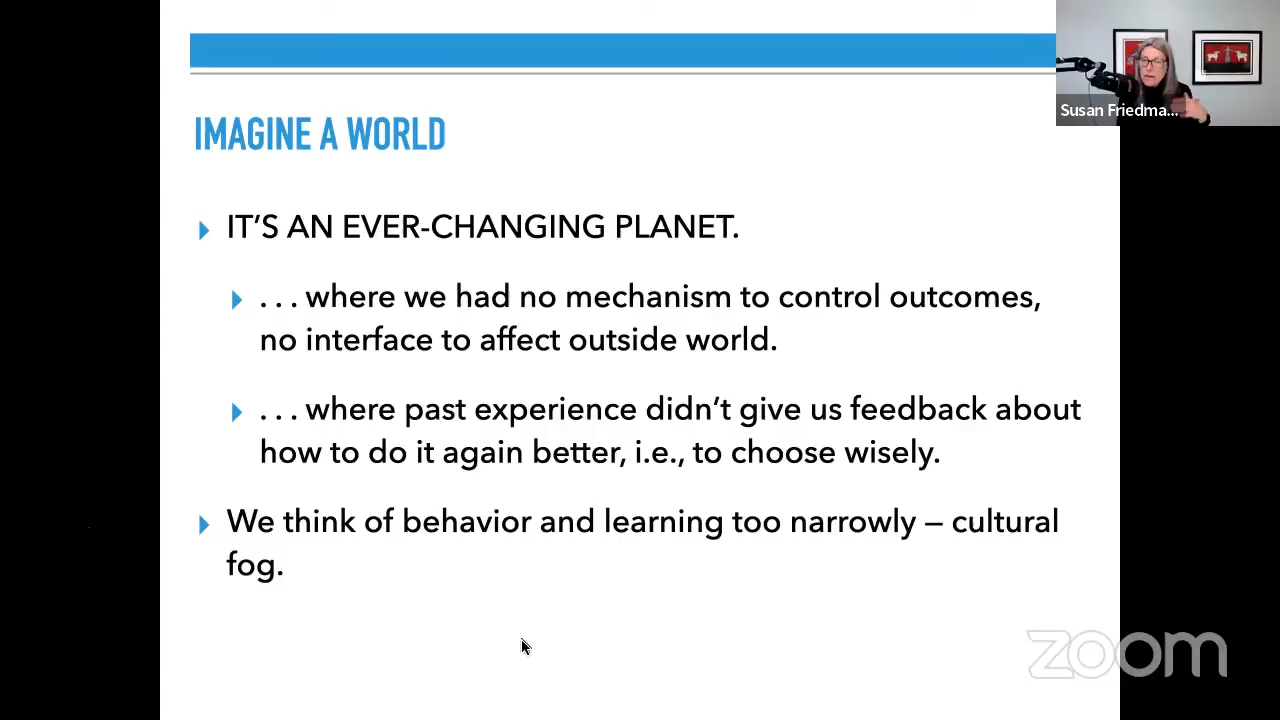 IMAGINE A WORLD
IT'S AN EVER-CHANGING PLANET.
. . . where we had no mechanism to control outcomes,
no interface to affect outside world.
. . . where past experience didn't give us feedback about
how to do it again better, i.e., to choose wisely.
We think of behavior and learning too narrowly – cultural
fog.
Susan Friedma...
zoom